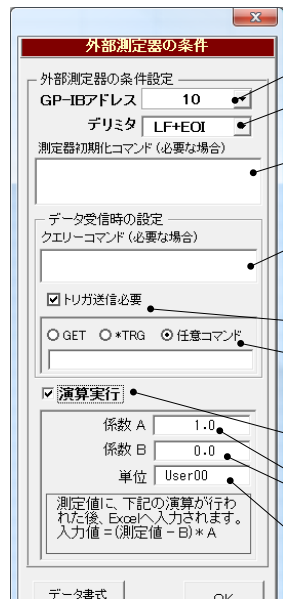 外部測定器の条件
外部測定器の条件設定
GP-IBアドレス 10
デリミタ LF+EOI
測定器初期化コマンド(必要な場合)
データ受信時の設定
クエリーコマンド(必要な場合)
トリガ送信必要
GET *TRG 任意コマンド
演算実行
係数 A 1.0
係数 B 0.0
単位 User00
測定値に、下記の演算が行わ
れた後、Excelへ入力されます。
入力値=(測定値-B)*A
データ書式 OK